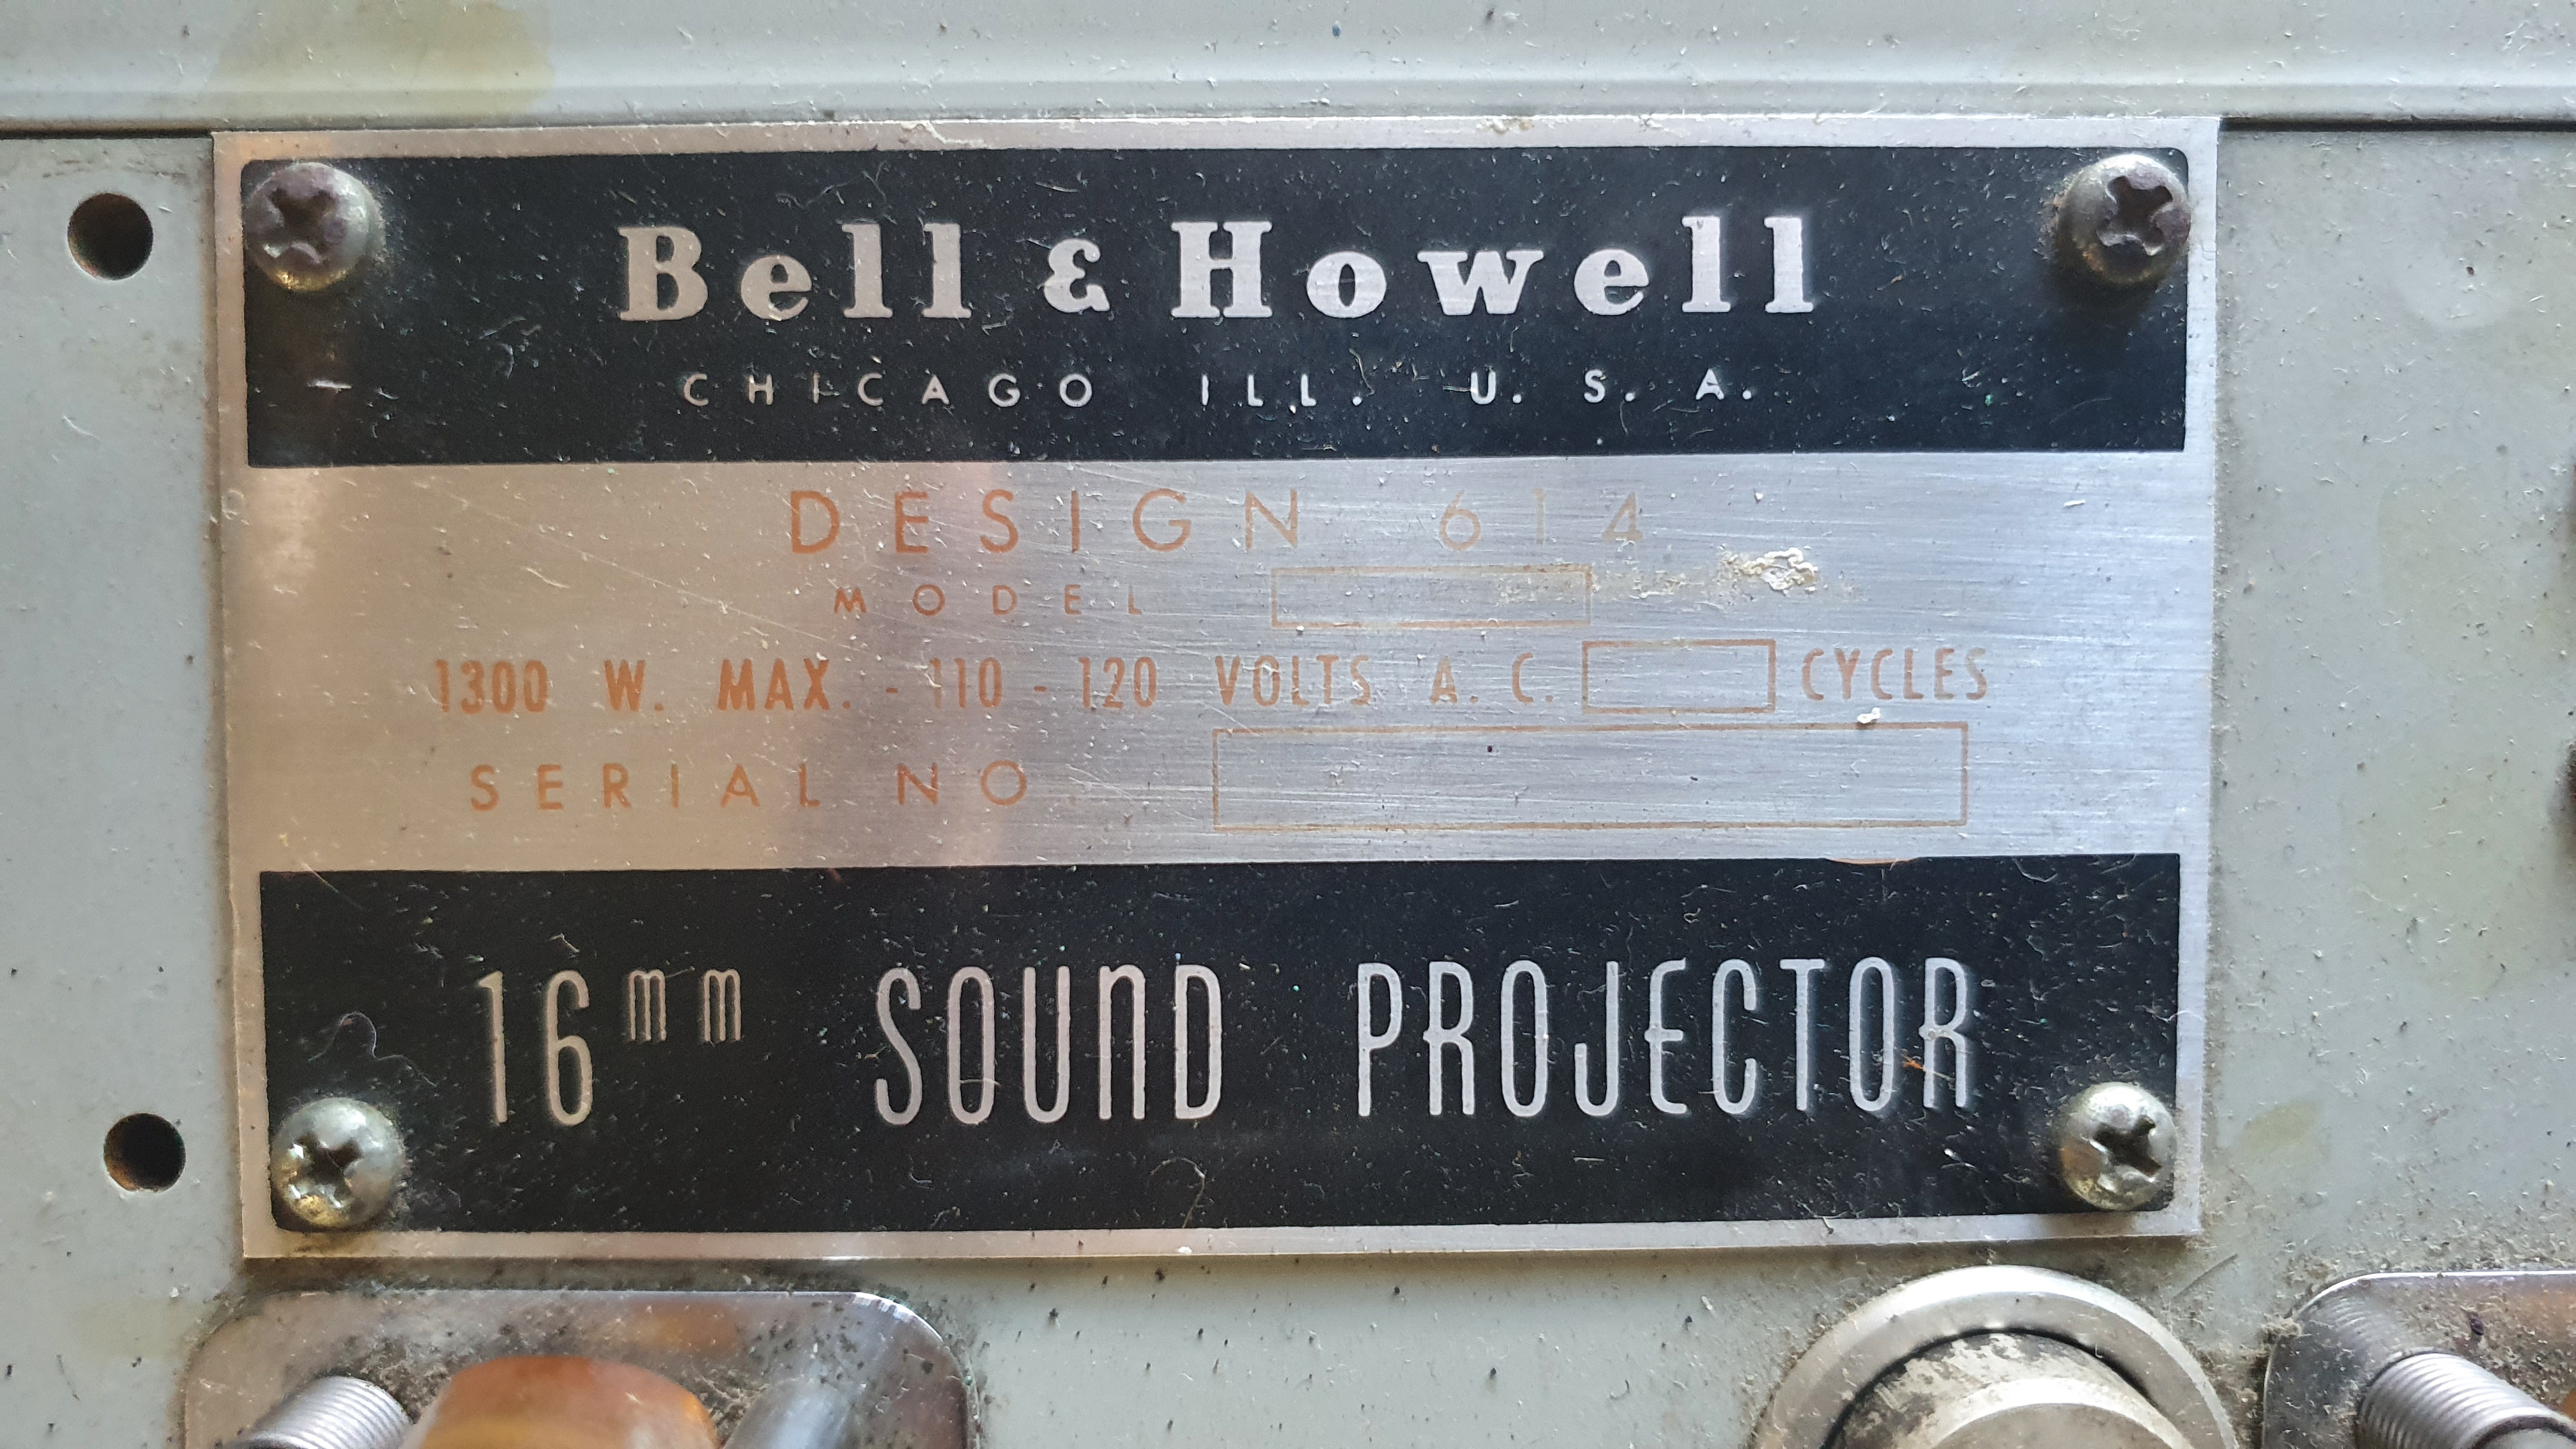 Bell & Howell
CHICAGO ILL. U. S. A.
DESIGN 614
MODEL
1300 W. MAX. - 110 - 120 VOLTS A. C. CYCLES
SERIAL NO.
16mm SOUND PROJECTOR